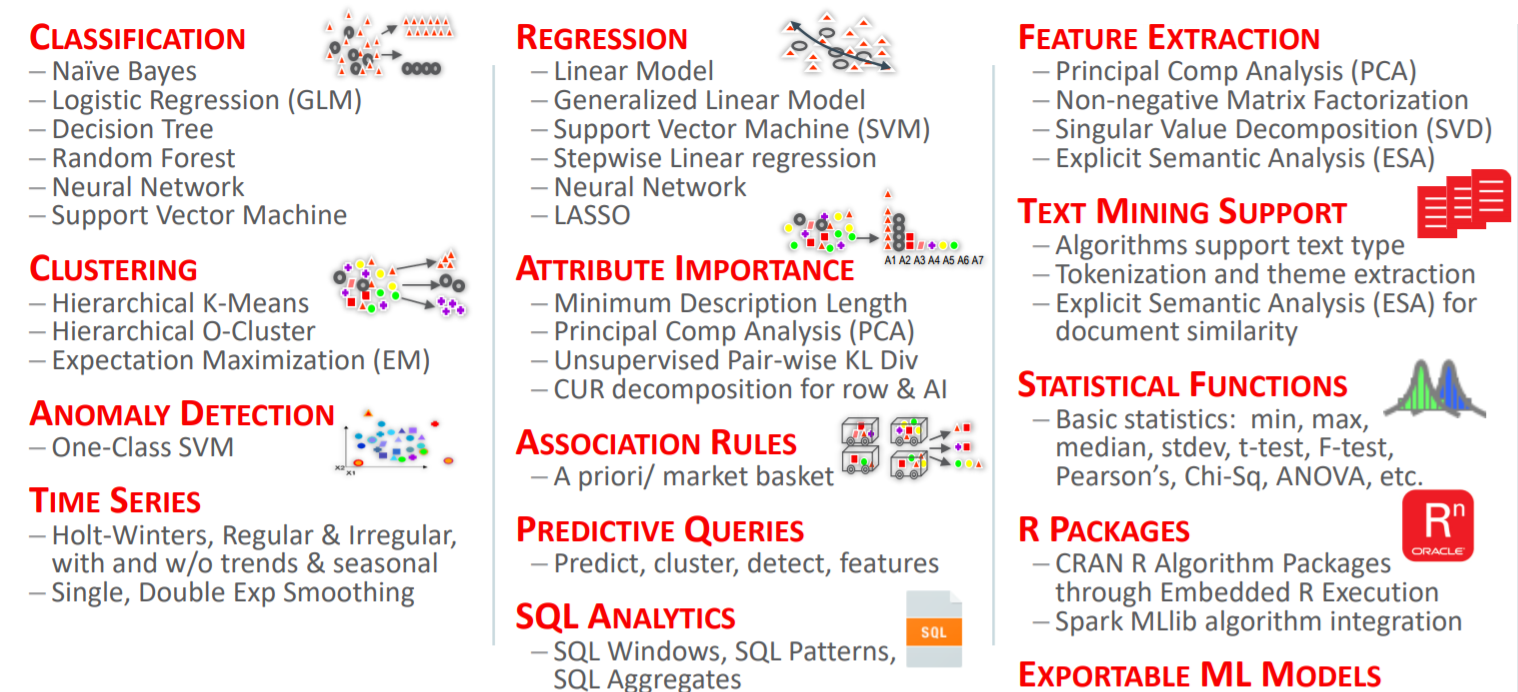 CLASSIFICATION
– Naïve Bayes
– Logistic Regression (GLM)
– Decision Tree
– Random Forest
– Neural Network
– Support Vector Machine
CLUSTERING
– Hierarchical K-Means
– Hierarchical O-Cluster
– Expectation Maximization (EM)
ANOMALY DETECTION
– One-Class SVM
X2
X1
TIME SERIES
– Holt-Winters, Regular & Irregular,
with and w/o trends & seasonal
– Single, Double Exp Smoothing
REGRESSION
– Linear Model
– Generalized Linear Model
– Support Vector Machine (SVM)
– Stepwise Linear regression
– Neural Network
– LASSO
A1 A2 A3 A4 A5 A6 A7
ATTRIBUTE IMPORTANCE
– Minimum Description Length
– Principal Comp Analysis (PCA)
– Unsupervised Pair-wise KL Div
– CUR decomposition for row & AI
ASSOCIATION RULES
– A priori/ market basket
PREDICTIVE QUERIES
– Predict, cluster, detect, features
SQL ANALYTICS
SQL
– SQL Windows, SQL Patterns,
SQL Aggregates
FEATURE EXTRACTION
– Principal Comp Analysis (PCA)
– Non-negative Matrix Factorization
– Singular Value Decomposition (SVD)
– Explicit Semantic Analysis (ESA)
TEXT MINING SUPPORT
– Algorithms support text type
– Tokenization and theme extraction
– Explicit Semantic Analysis (ESA) for
document similarity
STATISTICAL FUNCTIONS
– Basic statistics: min, max,
median, stdev, t-test, F-test,
Pearson's, Chi-Sq, ANOVA, etc.
R PACKAGES
Rn
ORACLE
– CRAN R Algorithm Packages
through Embedded R Execution
– Spark MLlib algorithm integration
EXPORTABLE ML MODELS